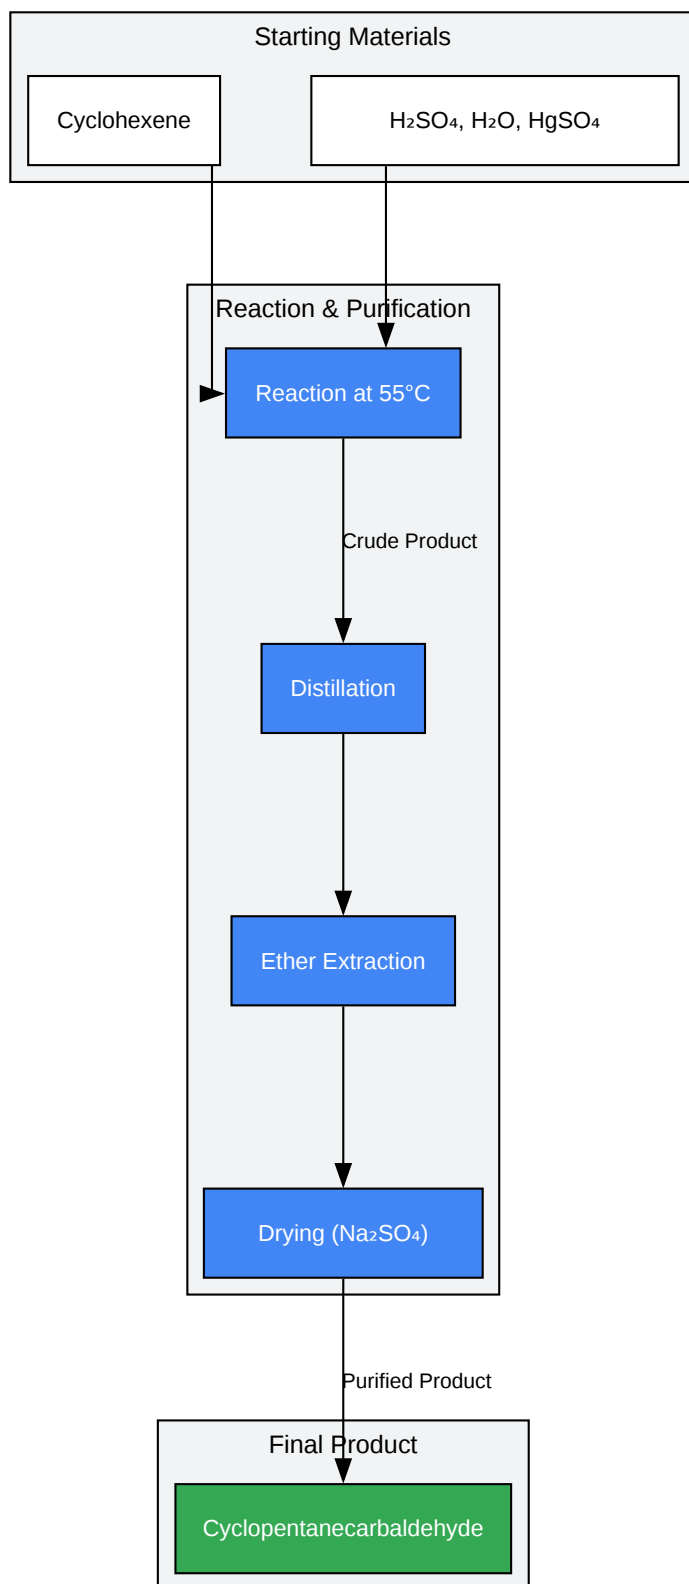 Starting Materials
Cyclohexene
H₂SO₄, H₂O, HgSO₄
Reaction & Purification
Reaction at 55°C
Crude Product
Distillation
Ether Extraction
Drying (Na₂SO₄)
Purified Product
Final Product
Cyclopentanecarbaldehyde